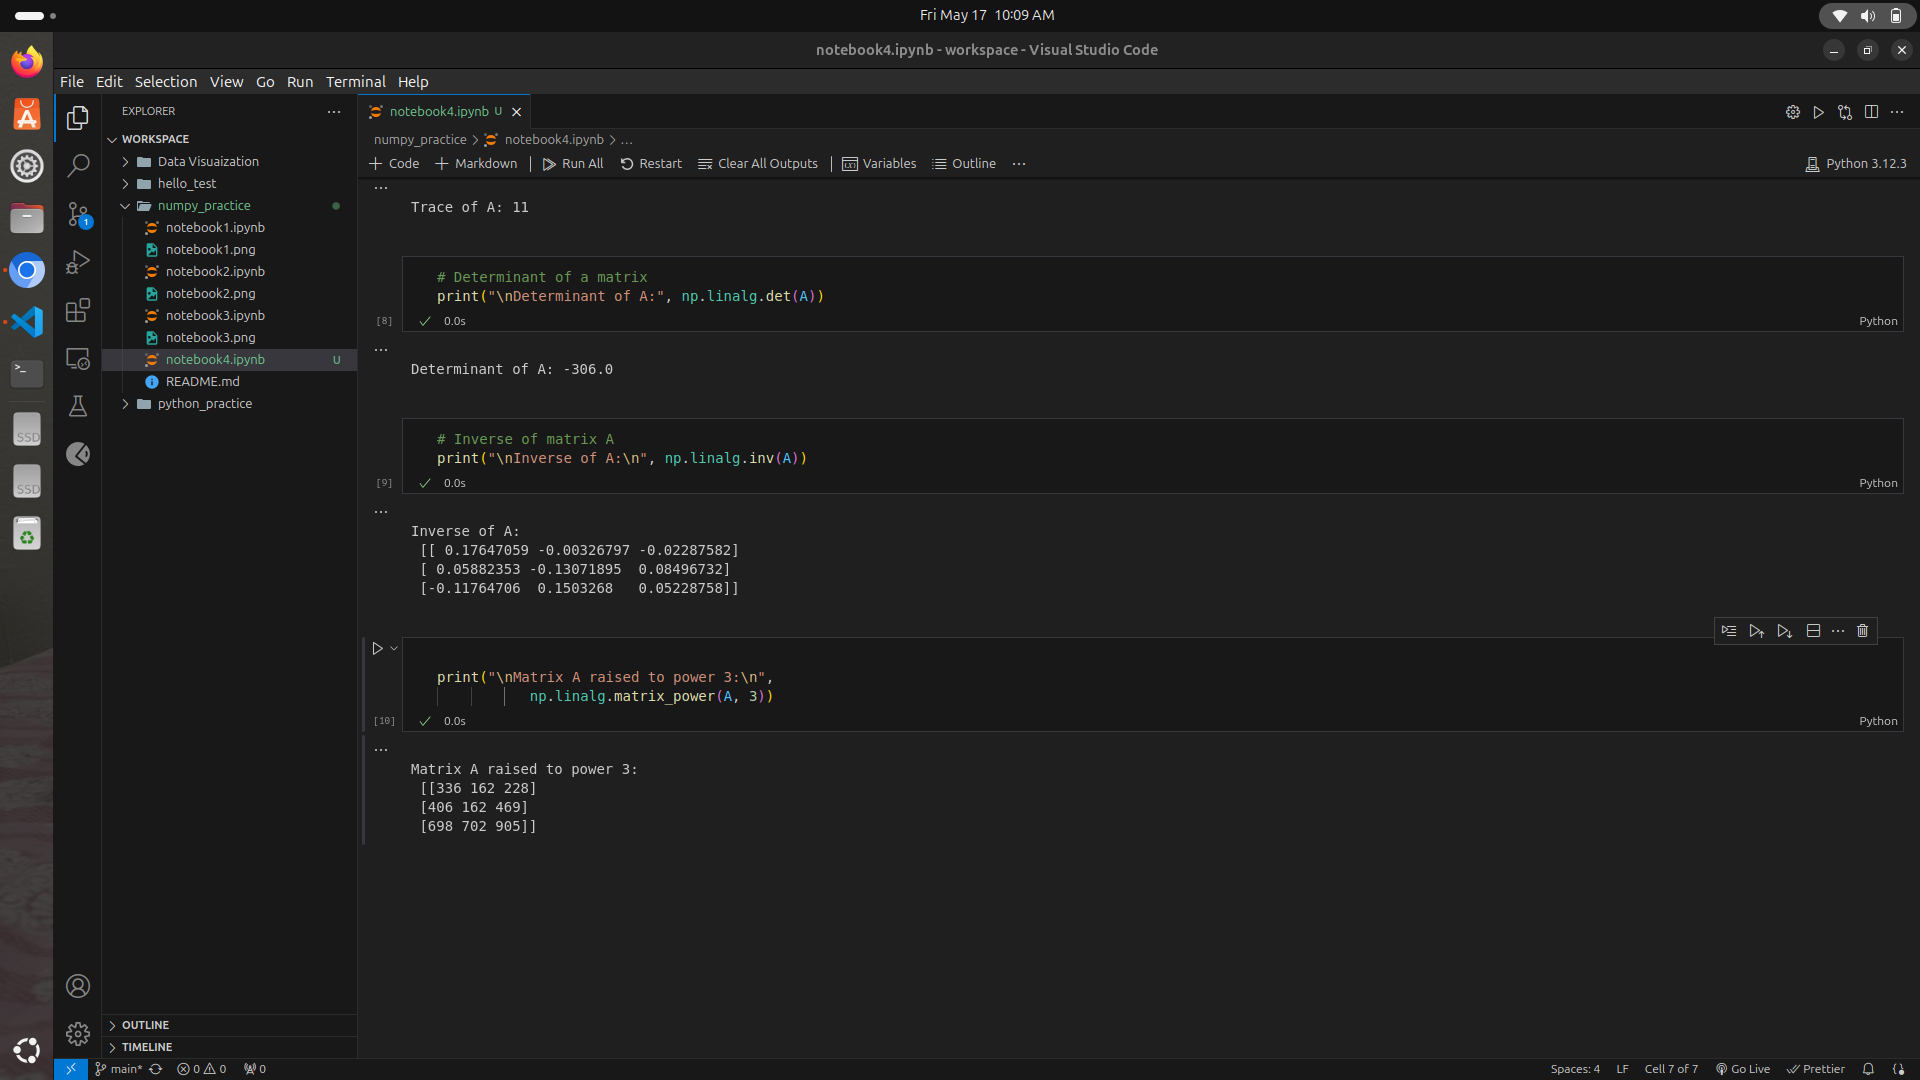 Fri May 17 10:09 AM
notebook4.ipynb - workspace - Visual Studio Code
File Edit Selection View Go Run Terminal Help
EXPLORER
WORKSPACE
Data Visuaization
hello_test
numpy_practice
notebook1.ipynb
notebook1.png
notebook2.ipynb
notebook2.png
notebook3.ipynb
notebook3.png
notebook4.ipynb U
README.md
python_practice
OUTLINE
TIMELINE
SSD
SSD
1
notebook4.ipynb U
numpy_practice > notebook4.ipynb > ...
+ Code + Markdown | Run All Restart Clear All Outputs | Variables Outline ...
Python 3.12.3
...
Trace of A: 11
# Determinant of a matrix
print("\nDeterminant of A:", np.linalg.det(A))
[8] 0.0s Python
...
Determinant of A: -306.0
# Inverse of matrix A
print("\nInverse of A:\n", np.linalg.inv(A))
[9] 0.0s Python
...
Inverse of A:
[[ 0.17647059 -0.00326797 -0.02287582]
[ 0.05882353 -0.13071895  0.08496732]
[-0.11764706  0.1503268   0.05228758]]
print("\nMatrix A raised to power 3:\n",
np.linalg.matrix_power(A, 3))
[10] 0.0s Python
...
Matrix A raised to power 3:
[[336 162 228]
[406 162 469]
[698 702 905]]
main* 0 0 0 Spaces: 4 LF Cell 7 of 7 Go Live Prettier